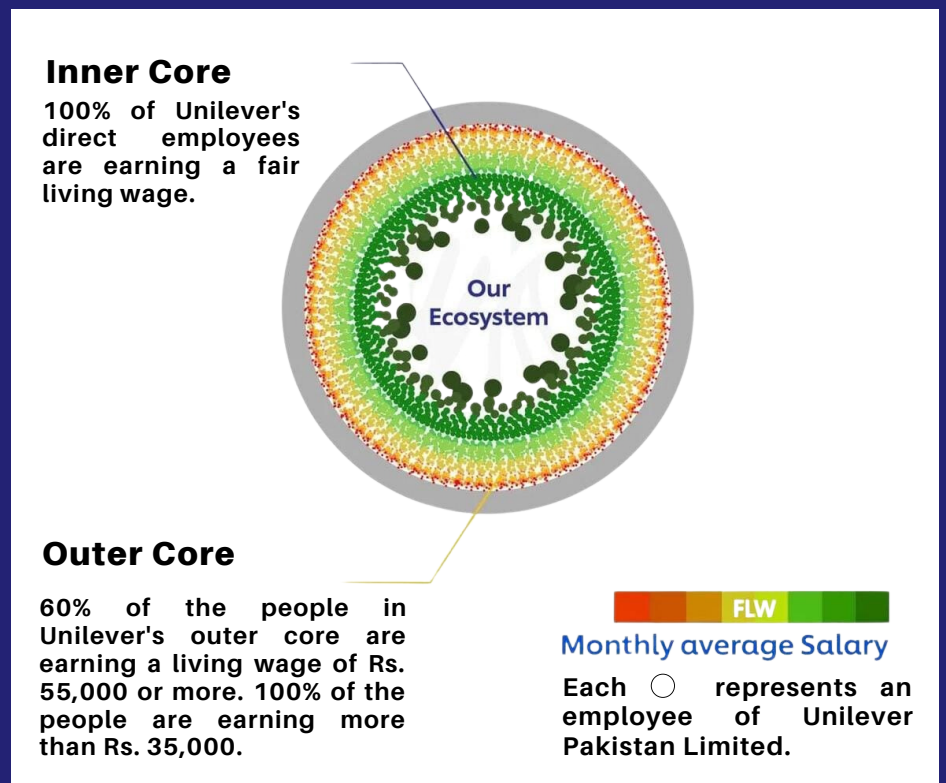 Inner Core
100% of Unilever's
direct employees
are earning a fair
living wage.
Our
Ecosystem
Outer Core
60% of the people in
Unilever's outer core are
earning a living wage of Rs.
55,000 or more. 100% of the
people are earning more
than Rs. 35,000.
FLW
Monthly average Salary
Each represents an
employee of Unilever
Pakistan Limited.